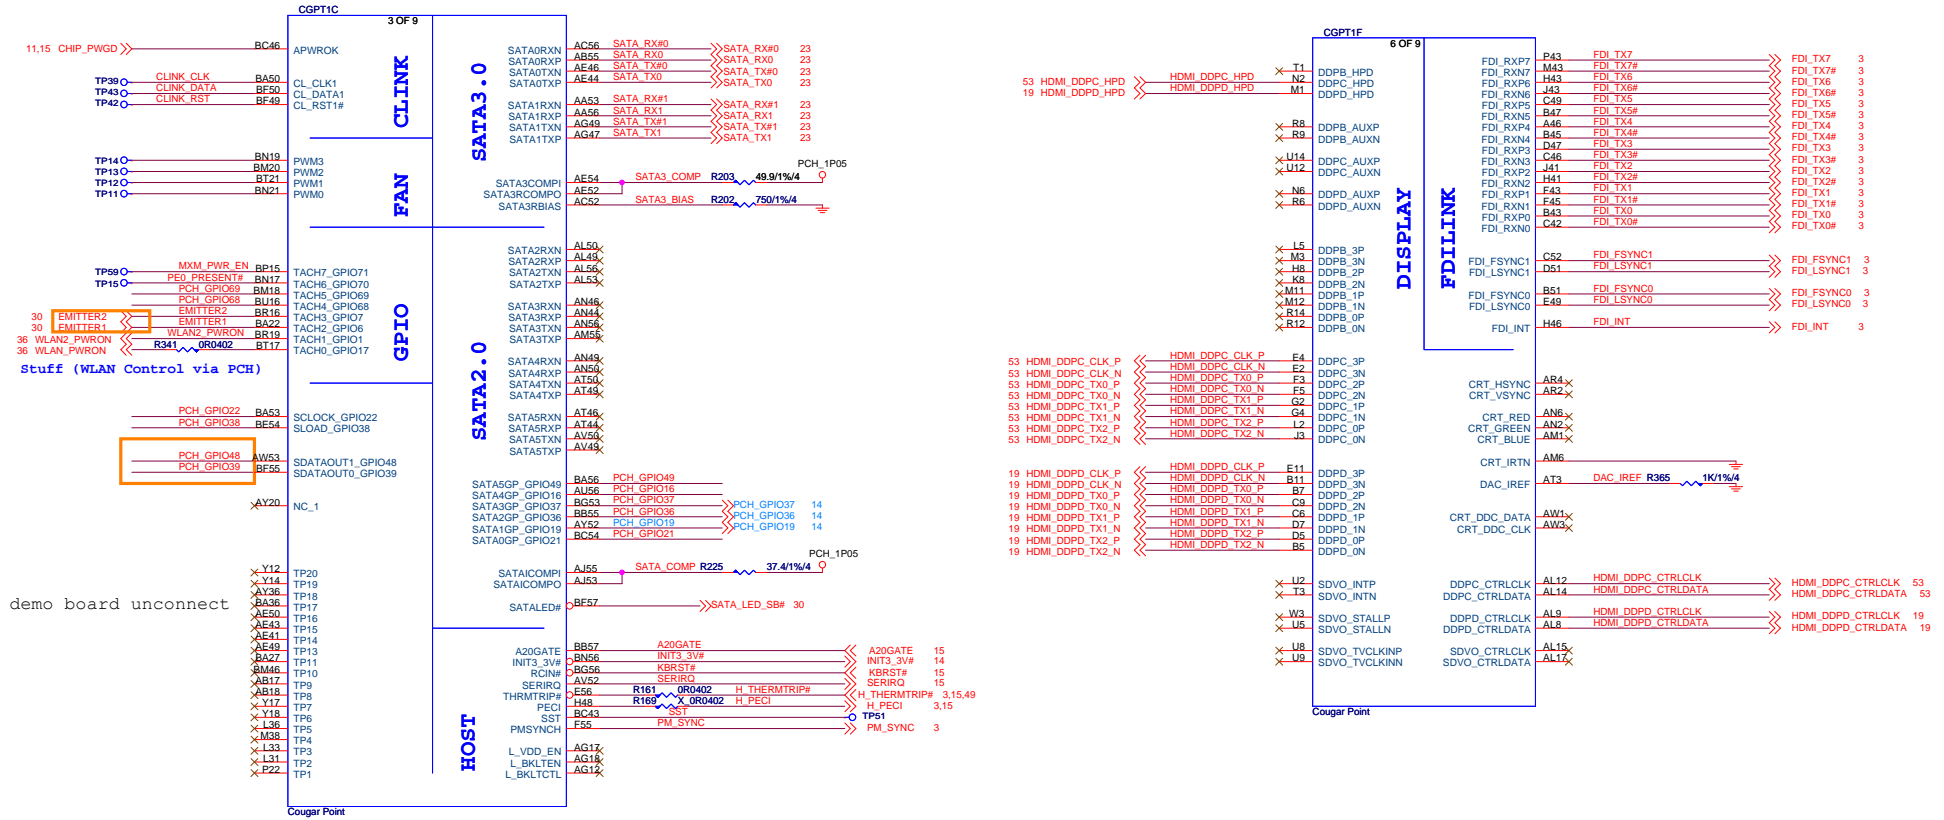 CGPT1C
3 OF 9
11,15 CHIP_PWGD BC46 APWROK
TP39 CLINK_CLK BA50 CL_CLK1
TP43 CLINK_DATA BF50 CL_DATA1
TP42 CLINK_RST BF49 CL_RST1#
CLINK
TP14 BN19 PWM3
TP13 BM20 PWM2
TP12 BT21 PWM1
TP11 BN21 PWM0
FAN
TP59 MXM_PWR_EN BP15 TACH7_GPIO71
TP15 PE0_PRESENT# BN17 TACH6_GPIO70
PCH_GPIO69 BM18 TACH5_GPIO69
PCH_GPIO68 BU16 TACH4_GPIO68
30 EMITTER2 EMITTER2 BR16 TACH3_GPIO7
30 EMITTER1 EMITTER1 BA22 TACH2_GPIO6
36 WLAN2_PWRON WLAN2_PWRON BR19 TACH1_GPIO1
36 WLAN_PWRON R341 0R0402 BT17 TACH0_GPIO17
Stuff (WLAN Control via PCH)
GPIO
PCH_GPIO22 BA53 SCLOCK_GPIO22
PCH_GPIO38 BE54 SLOAD_GPIO38
PCH_GPIO48 AW53 SDATAOUT1_GPIO48
PCH_GPIO39 BF55 SDATAOUT0_GPIO39
AY20 NC_1
Y12 TP20
Y14 TP19
AY36 TP18
demo board unconnect
BA36 TP17
AE50 TP16
AE43 TP15
AE41 TP14
AE49 TP13
BA27 TP11
BM46 TP10
AB17 TP9
AB18 TP8
Y17 TP7
Y18 TP6
L36 TP5
M38 TP4
L33 TP3
L31 TP2
P22 TP1
Cougar Point
SATA3.0
SATA0RXN AC56 SATA_RX#0 SATA_RX#0 23
SATA0RXP AB55 SATA_RX0 SATA_RX0 23
SATA0TXN AE46 SATA_TX#0 SATA_TX#0 23
SATA0TXP AE44 SATA_TX0 SATA_TX0 23
SATA1RXN AA53 SATA_RX#1 SATA_RX#1 23
SATA1RXP AA56 SATA_RX1 SATA_RX1 23
SATA1TXN AG49 SATA_TX#1 SATA_TX#1 23
SATA1TXP AG47 SATA_TX1 SATA_TX1 23
PCH_1P05
SATA3COMPI AE54 SATA3_COMP R203 49.9/1%/4
SATA3RCOMPO AE52
SATA3RBIAS AC52 SATA3_BIAS R202 750/1%/4
SATA2.0
SATA2RXN AL50
SATA2RXP AL49
SATA2TXN AL56
SATA2TXP AL53
SATA3RXN AN46
SATA3RXP AN44
SATA3TXN AN56
SATA3TXP AM55
SATA4RXN AN49
SATA4RXP AN50
SATA4TXN AT50
SATA4TXP AT49
SATA5RXN AT46
SATA5RXP AT44
SATA5TXN AV50
SATA5TXP AV49
SATA5GP_GPIO49 BA56 PCH_GPIO49
SATA4GP_GPIO16 AU56 PCH_GPIO16
SATA3GP_GPIO37 BG53 PCH_GPIO37 PCH_GPIO37 14
SATA2GP_GPIO36 BB55 PCH_GPIO36 PCH_GPIO36 14
SATA1GP_GPIO19 AY52 PCH_GPIO19 PCH_GPIO19 14
SATA0GP_GPIO21 BC54 PCH_GPIO21
PCH_1P05
SATAICOMPI AJ55 SATA_COMP R225 37.4/1%/4
SATAICOMPO AJ53
SATALED# BF57 SATA_LED_SB# 30
HOST
A20GATE BB57 A20GATE A20GATE 15
INIT3_3V# BN56 INIT3_3V# INIT3_3V# 14
RCIN# BG56 KBRST# KBRST# 15
SERIRQ AV52 SERIRQ SERIRQ 15
THRMTRIP# E56 R161 0R0402 H_THERMTRIP# H_THERMTRIP# 3,15,49
PECI H48 R169 X_0R0402 H_PECI H_PECI 3,15
SST BC43 SST TP51
PMSYNCH F55 PM_SYNC PM_SYNC 3
L_VDD_EN AG17
L_BKLTEN AG18
L_BKLTCTL AG12
CGPT1F
6 OF 9
T1 DDPB_HPD
53 HDMI_DDPC_HPD HDMI_DDPC_HPD N2 DDPC_HPD
19 HDMI_DDPD_HPD HDMI_DDPD_HPD M1 DDPD_HPD
R8 DDPB_AUXP
R9 DDPB_AUXN
U14 DDPC_AUXP
U12 DDPC_AUXN
N6 DDPD_AUXP
R6 DDPD_AUXN
DISPLAY
L5 DDPB_3P
M3 DDPB_3N
H8 DDPB_2P
K8 DDPB_2N
M11 DDPB_1P
M12 DDPB_1N
R14 DDPB_0P
R12 DDPB_0N
53 HDMI_DDPC_CLK_P HDMI_DDPC_CLK_P E4 DDPC_3P
53 HDMI_DDPC_CLK_N HDMI_DDPC_CLK_N E2 DDPC_3N
53 HDMI_DDPC_TX0_P HDMI_DDPC_TX0_P F3 DDPC_2P
53 HDMI_DDPC_TX0_N HDMI_DDPC_TX0_N F5 DDPC_2N
53 HDMI_DDPC_TX1_P HDMI_DDPC_TX1_P G2 DDPC_1P
53 HDMI_DDPC_TX1_N HDMI_DDPC_TX1_N G4 DDPC_1N
53 HDMI_DDPC_TX2_P HDMI_DDPC_TX2_P L2 DDPC_0P
53 HDMI_DDPC_TX2_N HDMI_DDPC_TX2_N J3 DDPC_0N
19 HDMI_DDPD_CLK_P HDMI_DDPD_CLK_P E11 DDPD_3P
19 HDMI_DDPD_CLK_N HDMI_DDPD_CLK_N B11 DDPD_3N
19 HDMI_DDPD_TX0_P HDMI_DDPD_TX0_P B7 DDPD_2P
19 HDMI_DDPD_TX0_N HDMI_DDPD_TX0_N C9 DDPD_2N
19 HDMI_DDPD_TX1_P HDMI_DDPD_TX1_P C6 DDPD_1P
19 HDMI_DDPD_TX1_N HDMI_DDPD_TX1_N D7 DDPD_1N
19 HDMI_DDPD_TX2_P HDMI_DDPD_TX2_P D5 DDPD_0P
19 HDMI_DDPD_TX2_N HDMI_DDPD_TX2_N B5 DDPD_0N
U2 SDVO_INTP
T3 SDVO_INTN
W3 SDVO_STALLP
U5 SDVO_STALLN
U8 SDVO_TVCLKINP
U9 SDVO_TVCLKINN
Cougar Point
FDILINK
FDI_RXP7 P43 FDI_TX7 FDI_TX7 3
FDI_RXN7 M43 FDI_TX7# FDI_TX7# 3
FDI_RXP6 H43 FDI_TX6 FDI_TX6 3
FDI_RXN6 J43 FDI_TX6# FDI_TX6# 3
FDI_RXP5 C49 FDI_TX5 FDI_TX5 3
FDI_RXN5 B47 FDI_TX5# FDI_TX5# 3
FDI_RXP4 A46 FDI_TX4 FDI_TX4 3
FDI_RXN4 B45 FDI_TX4# FDI_TX4# 3
FDI_RXP3 D47 FDI_TX3 FDI_TX3 3
FDI_RXN3 C46 FDI_TX3# FDI_TX3# 3
FDI_RXP2 J41 FDI_TX2 FDI_TX2 3
FDI_RXN2 H41 FDI_TX2# FDI_TX2# 3
FDI_RXP1 F43 FDI_TX1 FDI_TX1 3
FDI_RXN1 F45 FDI_TX1# FDI_TX1# 3
FDI_RXP0 B43 FDI_TX0 FDI_TX0 3
FDI_RXN0 C42 FDI_TX0# FDI_TX0# 3
FDI_FSYNC1 C52 FDI_FSYNC1 FDI_FSYNC1 3
FDI_LSYNC1 D51 FDI_LSYNC1 FDI_LSYNC1 3
FDI_FSYNC0 B51 FDI_FSYNC0 FDI_FSYNC0 3
FDI_LSYNC0 E49 FDI_LSYNC0 FDI_LSYNC0 3
FDI_INT H46 FDI_INT FDI_INT 3
CRT_HSYNC AR4
CRT_VSYNC AR2
CRT_RED AN6
CRT_GREEN AN2
CRT_BLUE AM1
CRT_IRTN AM6
DAC_IREF AT3 DAC_IREF R365 1K/1%/4
CRT_DDC_DATA AW1
CRT_DDC_CLK AW3
DDPC_CTRLCLK AL12 HDMI_DDPC_CTRLCLK HDMI_DDPC_CTRLCLK 53
DDPC_CTRLDATA AL14 HDMI_DDPC_CTRLDATA HDMI_DDPC_CTRLDATA 53
DDPD_CTRLCLK AL9 HDMI_DDPD_CTRLCLK HDMI_DDPD_CTRLCLK 19
DDPD_CTRLDATA AL8 HDMI_DDPD_CTRLDATA HDMI_DDPD_CTRLDATA 19
SDVO_CTRLCLK AL15
SDVO_CTRLDATA AL17